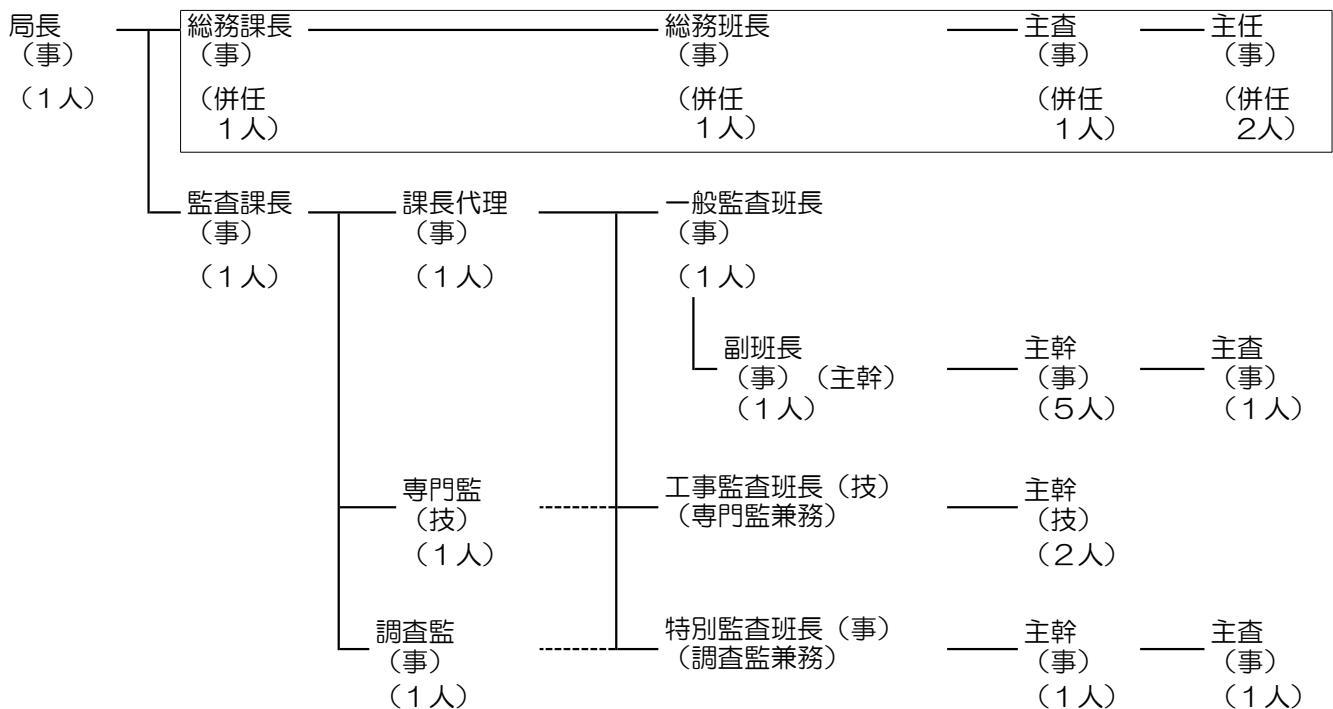 局長 総務課長 総務班長 主査 主任
（事） （事） （事） （事） （事）
（１人） （併任 （併任 （併任 （併任
１人） １人） １人） ２人）
監査課長 課長代理 一般監査班長
（事） （事） （事）
（１人） （１人） （１人）
副班長 主幹 主査
（事）（主幹） （事） （事）
（１人） （５人） （１人）
専門監 工事監査班長（技） 主幹
（技） （専門監兼務） （技）
（１人） （２人）
調査監 特別監査班長（事） 主幹 主査
（事） （調査監兼務） （事） （事）
（１人） （１人） （１人）